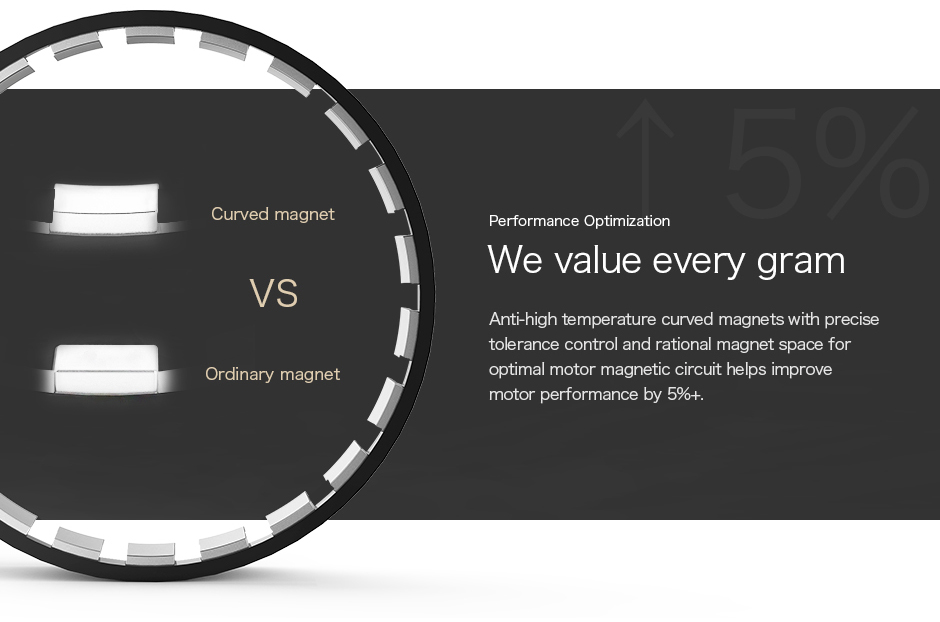 ↑ 5%
Curved magnet
VS
Ordinary magnet
Performance Optimization
We value every gram
Anti-high temperature curved magnets with precise
tolerance control and rational magnet space for
optimal motor magnetic circuit helps improve
motor performance by 5%+.